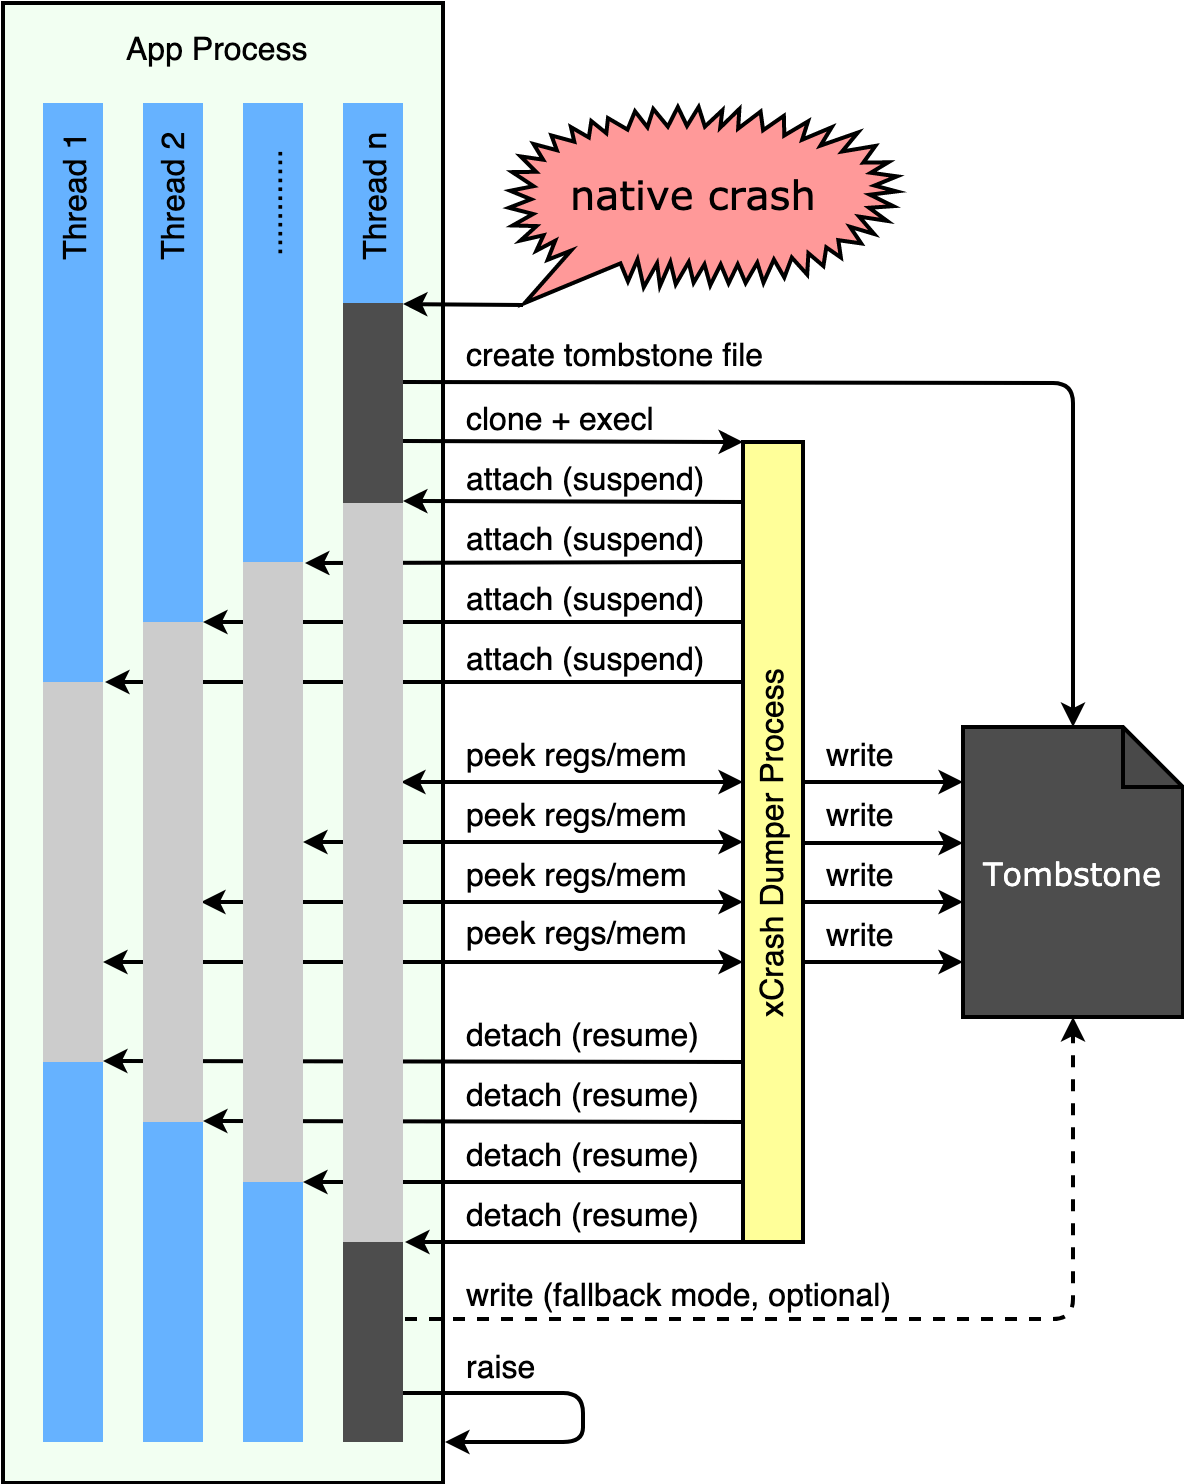 App Process
Thread 1
Thread 2
...........
Thread n
native crash
create tombstone file
clone + execl
attach (suspend)
attach (suspend)
attach (suspend)
attach (suspend)
xCrash Dumper Process
peek regs/mem
write
peek regs/mem
write
peek regs/mem
write
peek regs/mem
write
Tombstone
detach (resume)
detach (resume)
detach (resume)
detach (resume)
write (fallback mode, optional)
raise